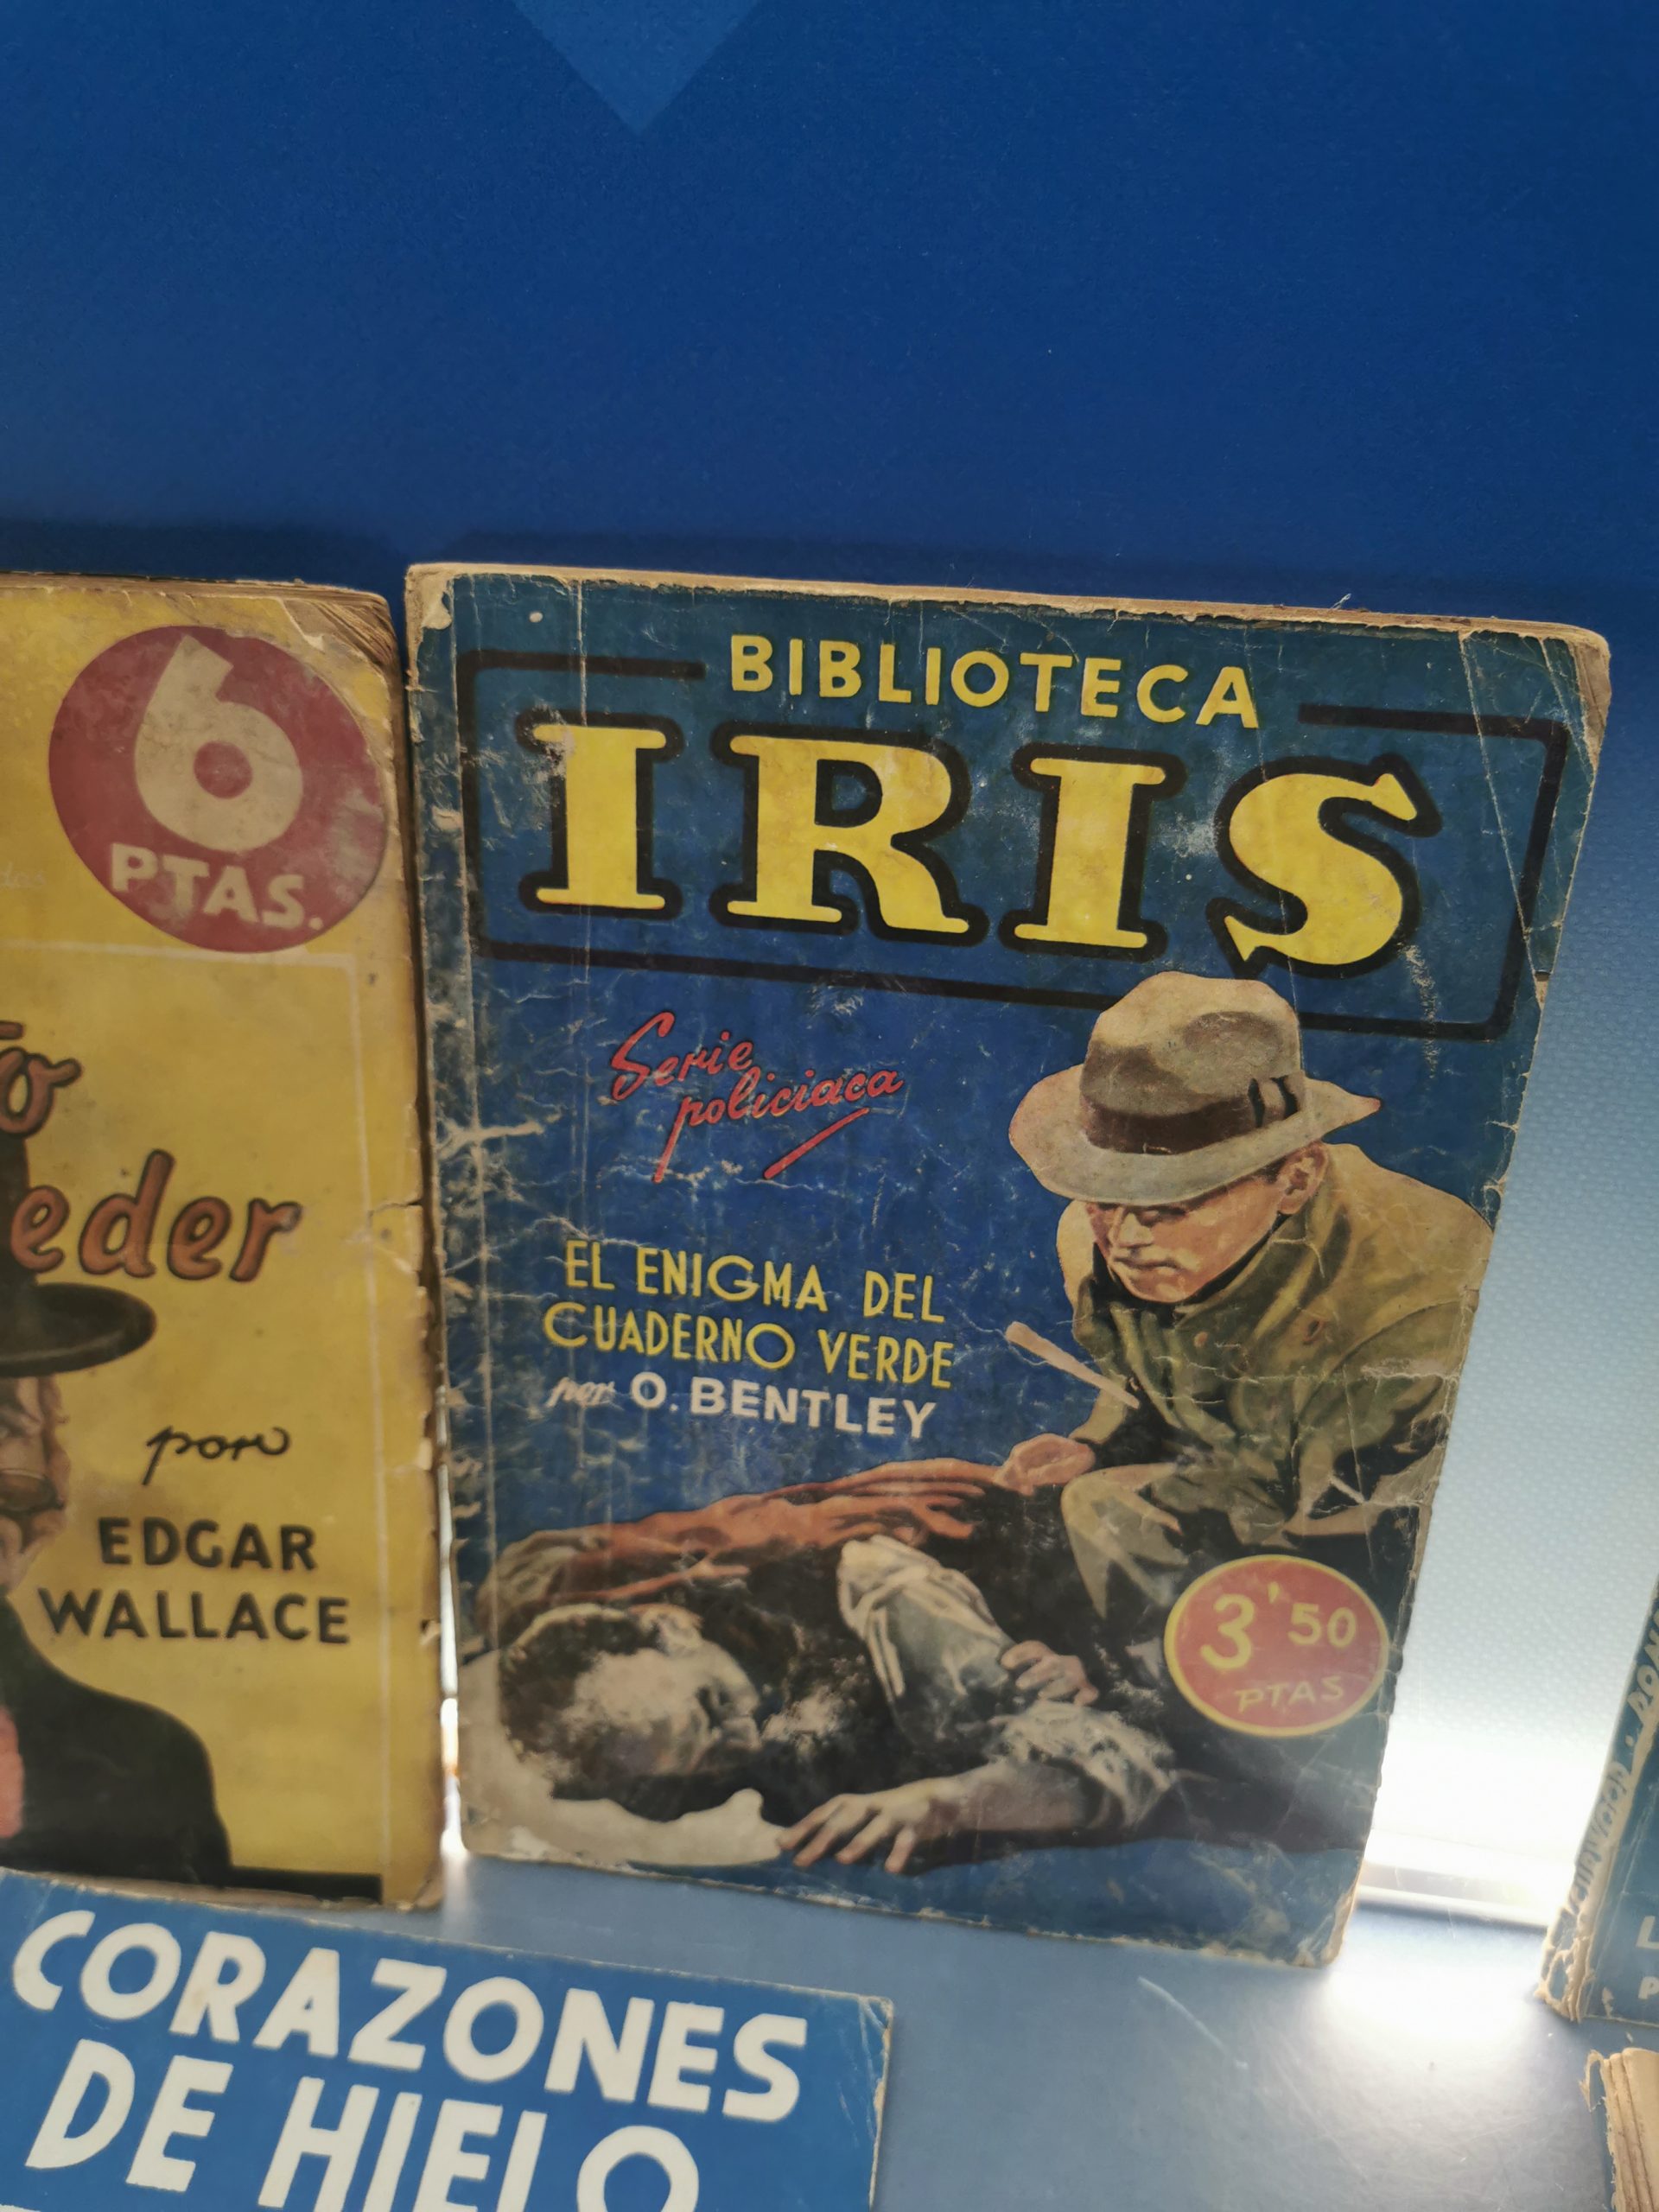 6
PTAS.
eder
por
EDGAR
WALLACE
BIBLIOTECA
IRIS
Serie
policiaca
EL ENIGMA DEL
CUADERNO VERDE
por O. BENTLEY
3'50
PTAS
CORAZONES
DE HIELO